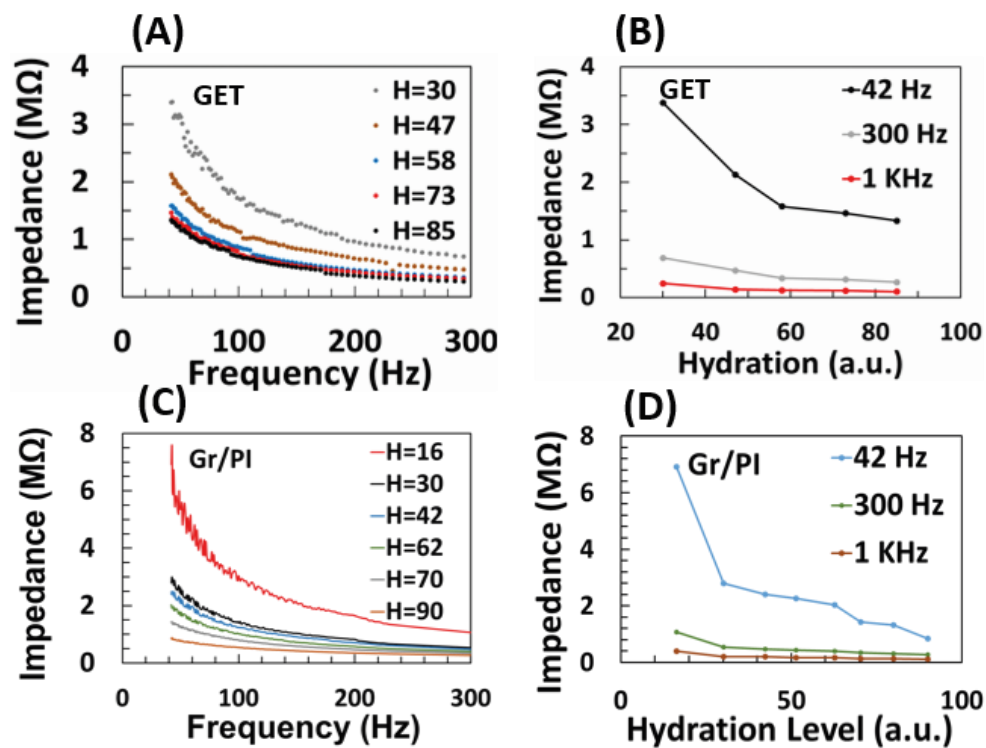 (A)
4
3
2
1
0
Impedance (MΩ)
GET
H=30
H=47
H=58
H=73
H=85
0
100
200
300
Frequency (Hz)
(B)
4
3
2
1
0
Impedance (MΩ)
GET
42 Hz
300 Hz
1 KHz
20
40
60
80
100
Hydration (a.u.)
(C)
8
6
4
2
0
Impedance (MΩ)
Gr/PI
H=16
H=30
H=42
H=62
H=70
H=90
0
100
200
300
Frequency (Hz)
(D)
8
6
4
2
0
Impedance (MΩ)
Gr/PI
42 Hz
300 Hz
1 KHz
0
50
100
Hydration Level (a.u.)